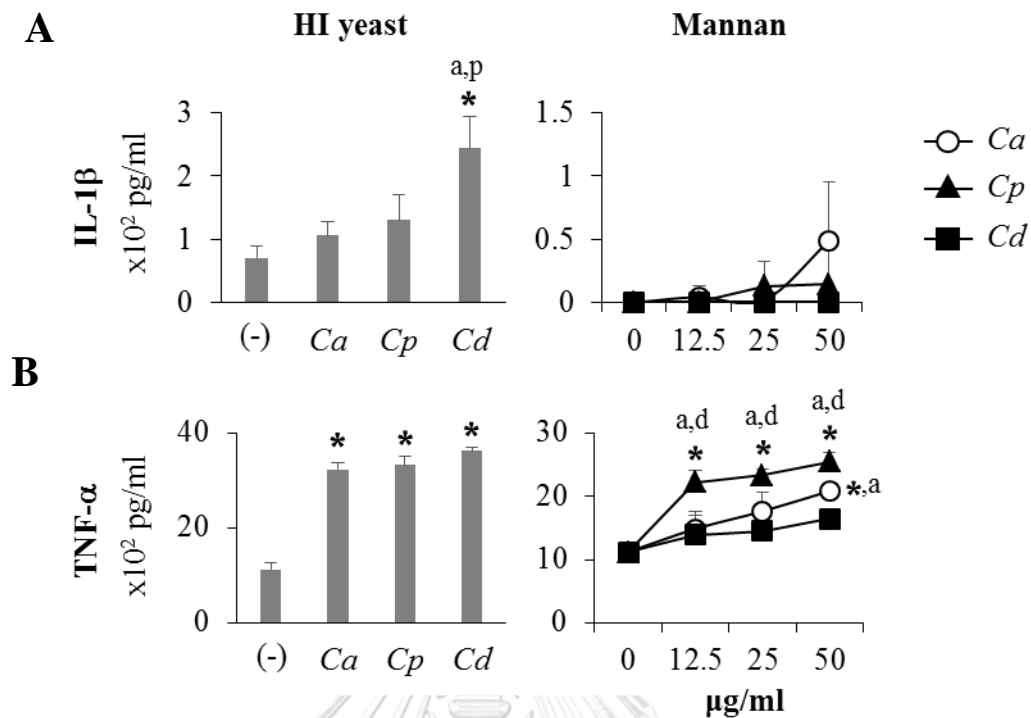 A
HI yeast
Mannan
IL-1β
x10² pg/ml
3
2
1
0
a,p
*
(-) Ca Cp Cd
1.5
1
0.5
0
0 12.5 25 50
Ca
Cp
Cd
B
TNF-α
x10² pg/ml
40
20
0
* * *
(-) Ca Cp Cd
30
20
10
0
a,d a,d a,d
* * *
*,a
0 12.5 25 50
µg/ml